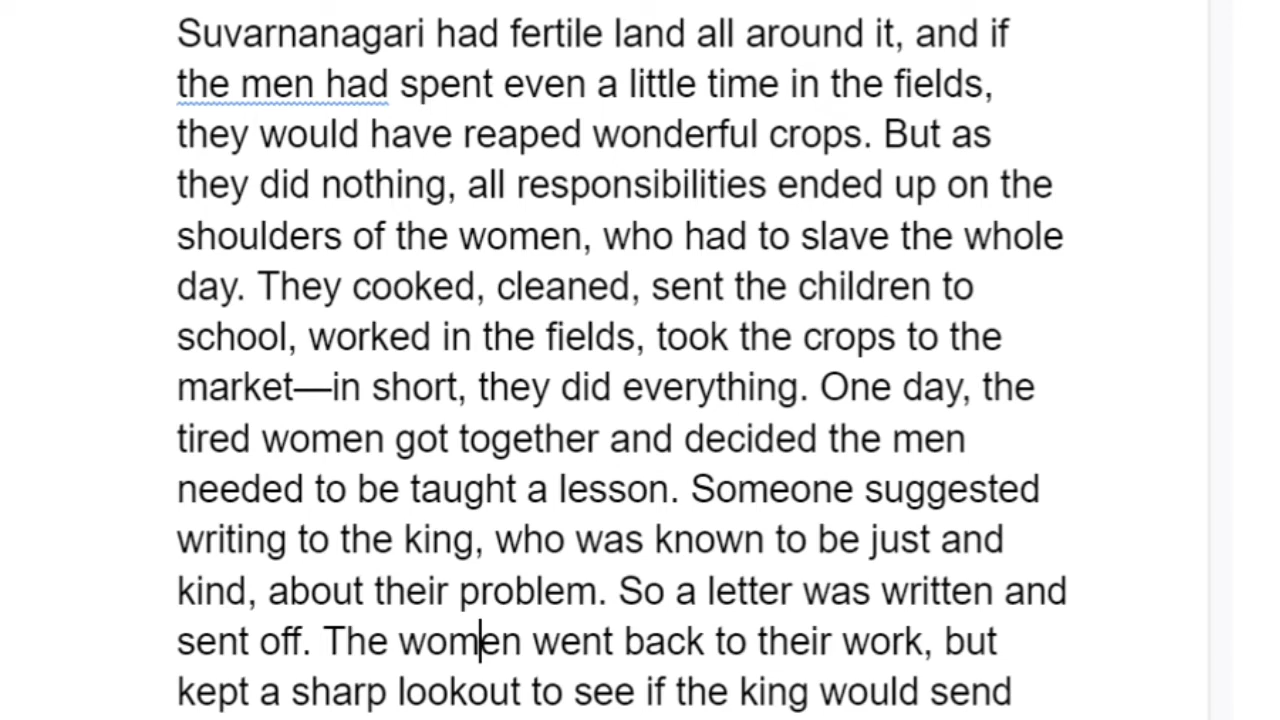 Suvarnanagari had fertile land all around it, and if
the men had spent even a little time in the fields,
they would have reaped wonderful crops. But as
they did nothing, all responsibilities ended up on the
shoulders of the women, who had to slave the whole
day. They cooked, cleaned, sent the children to
school, worked in the fields, took the crops to the
market—in short, they did everything. One day, the
tired women got together and decided the men
needed to be taught a lesson. Someone suggested
writing to the king, who was known to be just and
kind, about their problem. So a letter was written and
sent off. The women went back to their work, but
kept a sharp lookout to see if the king would send